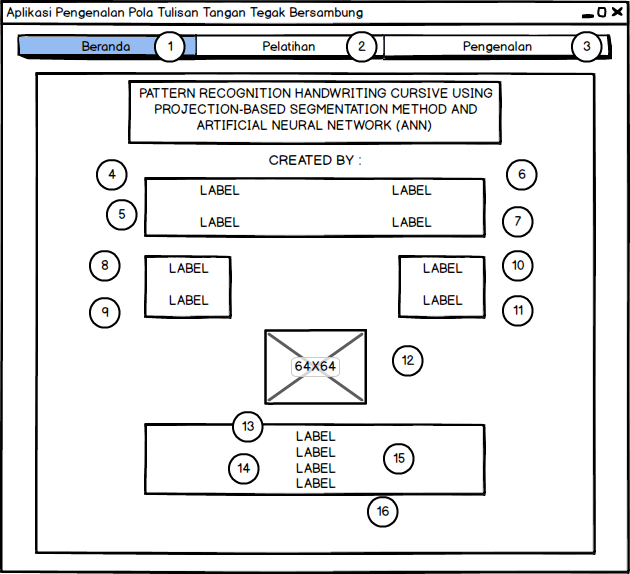 Aplikasi Pengenalan Pola Tulisan Tangan Tegak Bersambung
Beranda 1 Pelatihan 2 Pengenalan 3
PATTERN RECOGNITION HANDWRITING CURSIVE USING
PROJECTION-BASED SEGMENTATION METHOD AND
ARTIFICIAL NEURAL NETWORK (ANN)
CREATED BY :
4 LABEL LABEL 6
5 LABEL LABEL 7
8 LABEL LABEL 10
9 LABEL LABEL 11
64X64 12
13
LABEL
LABEL 15
14 LABEL
LABEL
16